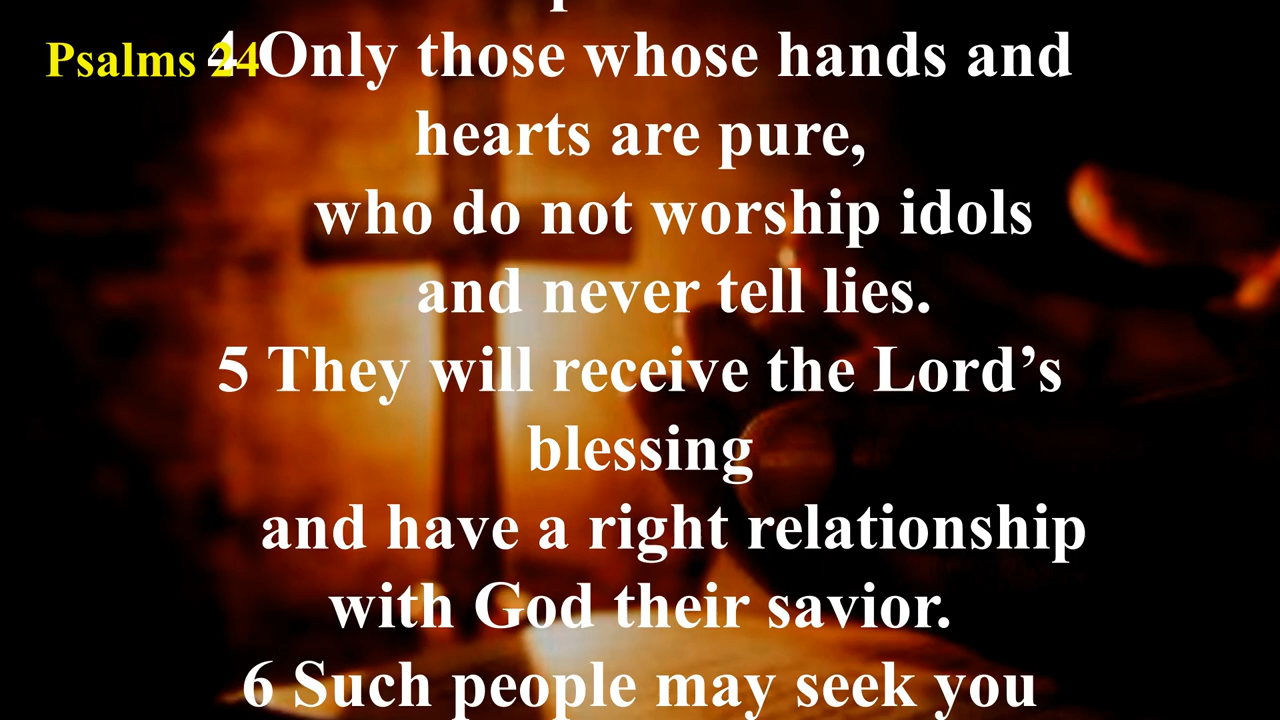 Psalms 24
4 Only those whose hands and
hearts are pure,
who do not worship idols
and never tell lies.
5 They will receive the Lord’s
blessing
and have a right relationship
with God their savior.
6 Such people may seek you